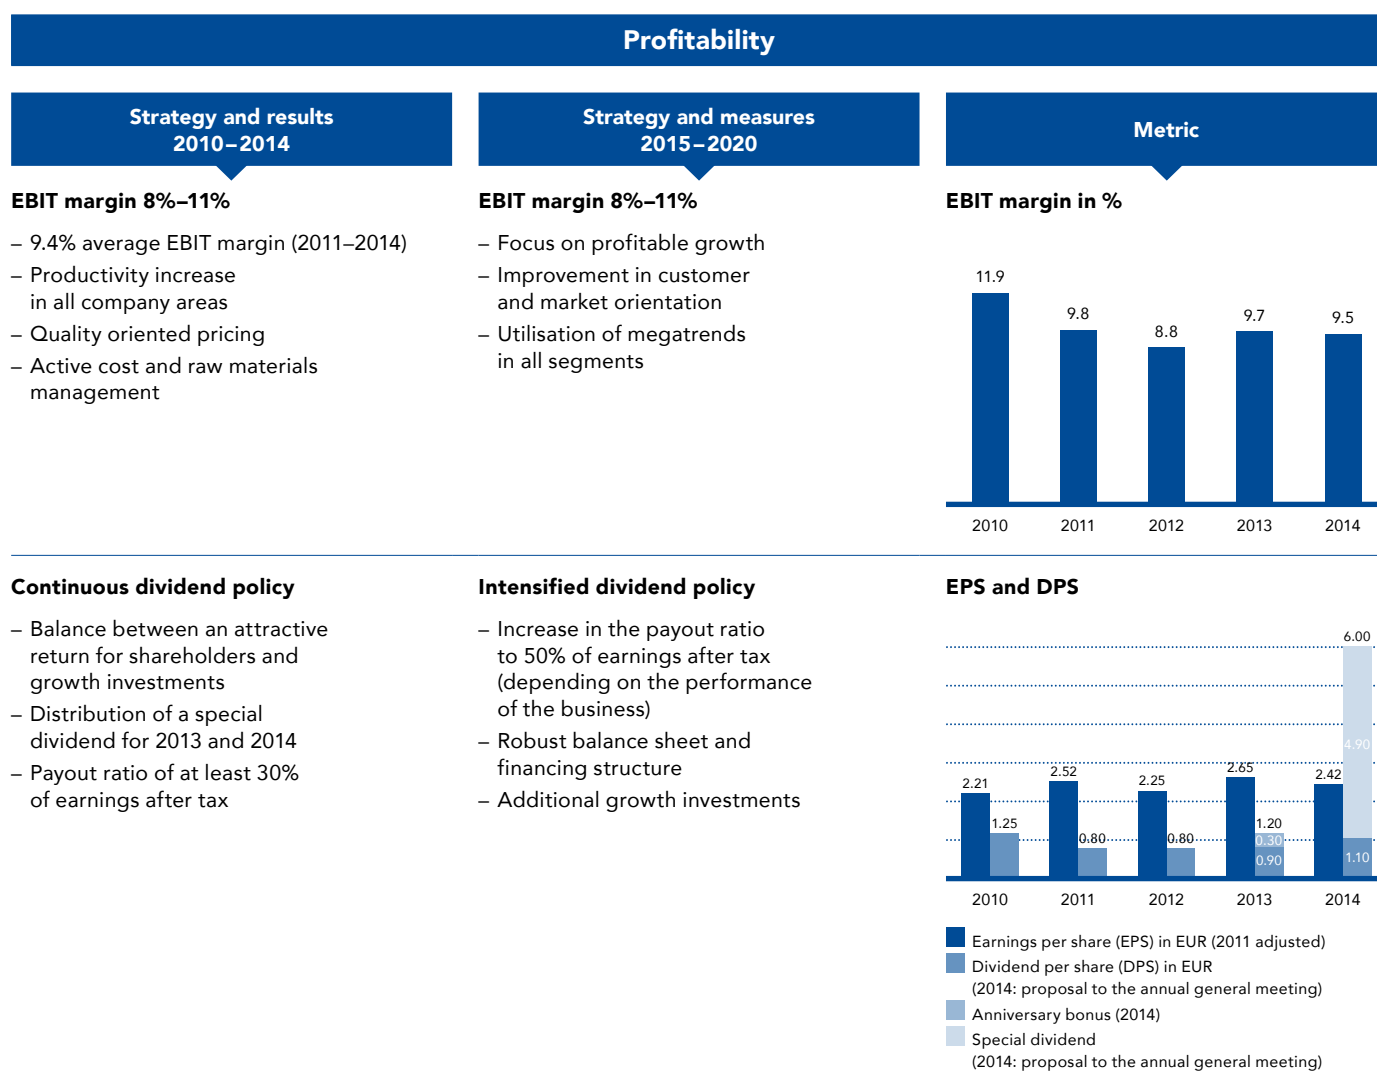 Profitability
Strategy and results
2010–2014
EBIT margin 8%–11%
– 9.4% average EBIT margin (2011–2014)
– Productivity increase
in all company areas
– Quality oriented pricing
– Active cost and raw materials
management
Strategy and measures
2015–2020
EBIT margin 8%–11%
– Focus on profitable growth
– Improvement in customer
and market orientation
– Utilisation of megatrends
in all segments
Metric
EBIT margin in %
11.9
9.8
8.8
9.7
9.5
2010 2011 2012 2013 2014
Continuous dividend policy
– Balance between an attractive
return for shareholders and
growth investments
– Distribution of a special
dividend for 2013 and 2014
– Payout ratio of at least 30%
of earnings after tax
Intensified dividend policy
– Increase in the payout ratio
to 50% of earnings after tax
(depending on the performance
of the business)
– Robust balance sheet and
financing structure
– Additional growth investments
EPS and DPS
2.21
1.25
2.52
0.80
2.25
0.80
2.65
1.20
0.30
0.90
2.42
6.00
4.90
1.10
2010 2011 2012 2013 2014
Earnings per share (EPS) in EUR (2011 adjusted)
Dividend per share (DPS) in EUR
(2014: proposal to the annual general meeting)
Anniversary bonus (2014)
Special dividend
(2014: proposal to the annual general meeting)